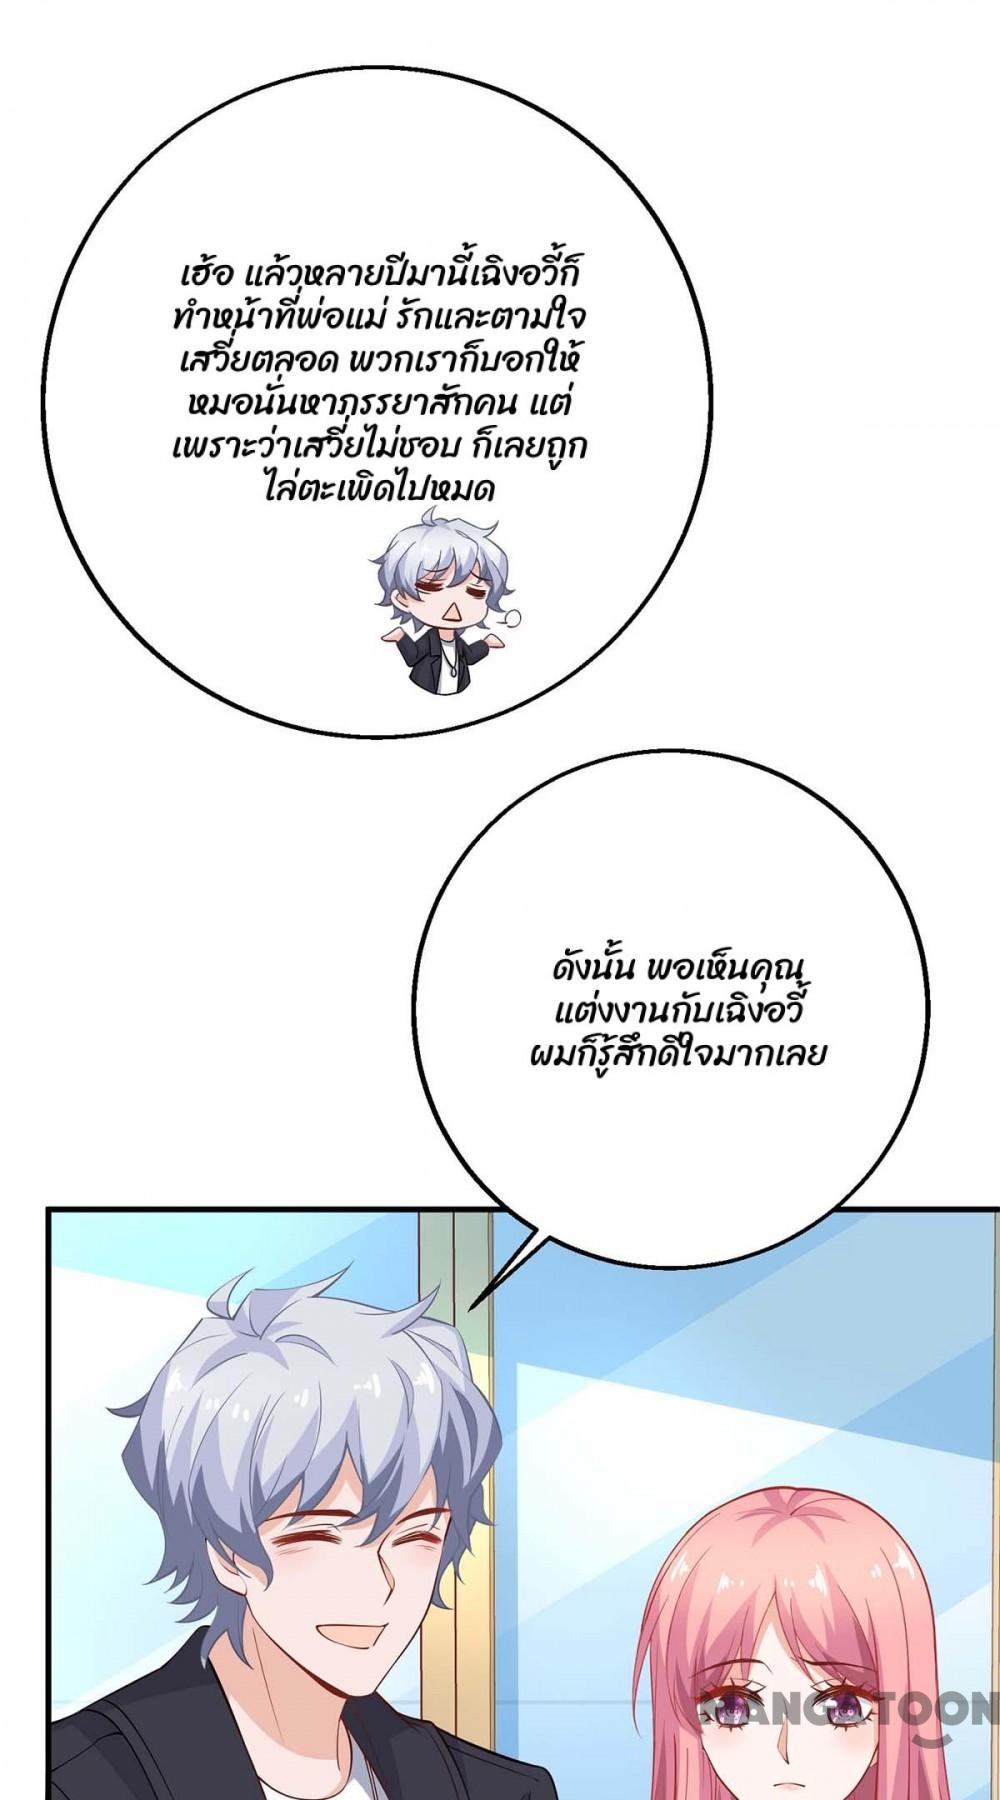 เฮ้อ แล้วหลายปีมานี้เฉิงอวี้ก็
ทำหน้าที่พ่อแม่ รักและตามใจ
เสวี่ยตลอด พวกเราก็บอกให้
หมอนั่นหาภรรยาสักคน แต่
เพราะว่าเสวี่ยไม่ชอบ ก็เลยถูก
ไล่ตะเพิดไปหมด
ดังนั้น พอเห็นคุณ
แต่งงานกับเฉิงอวี้
ผมก็รู้สึกดีใจมากเลย
MANGATOON